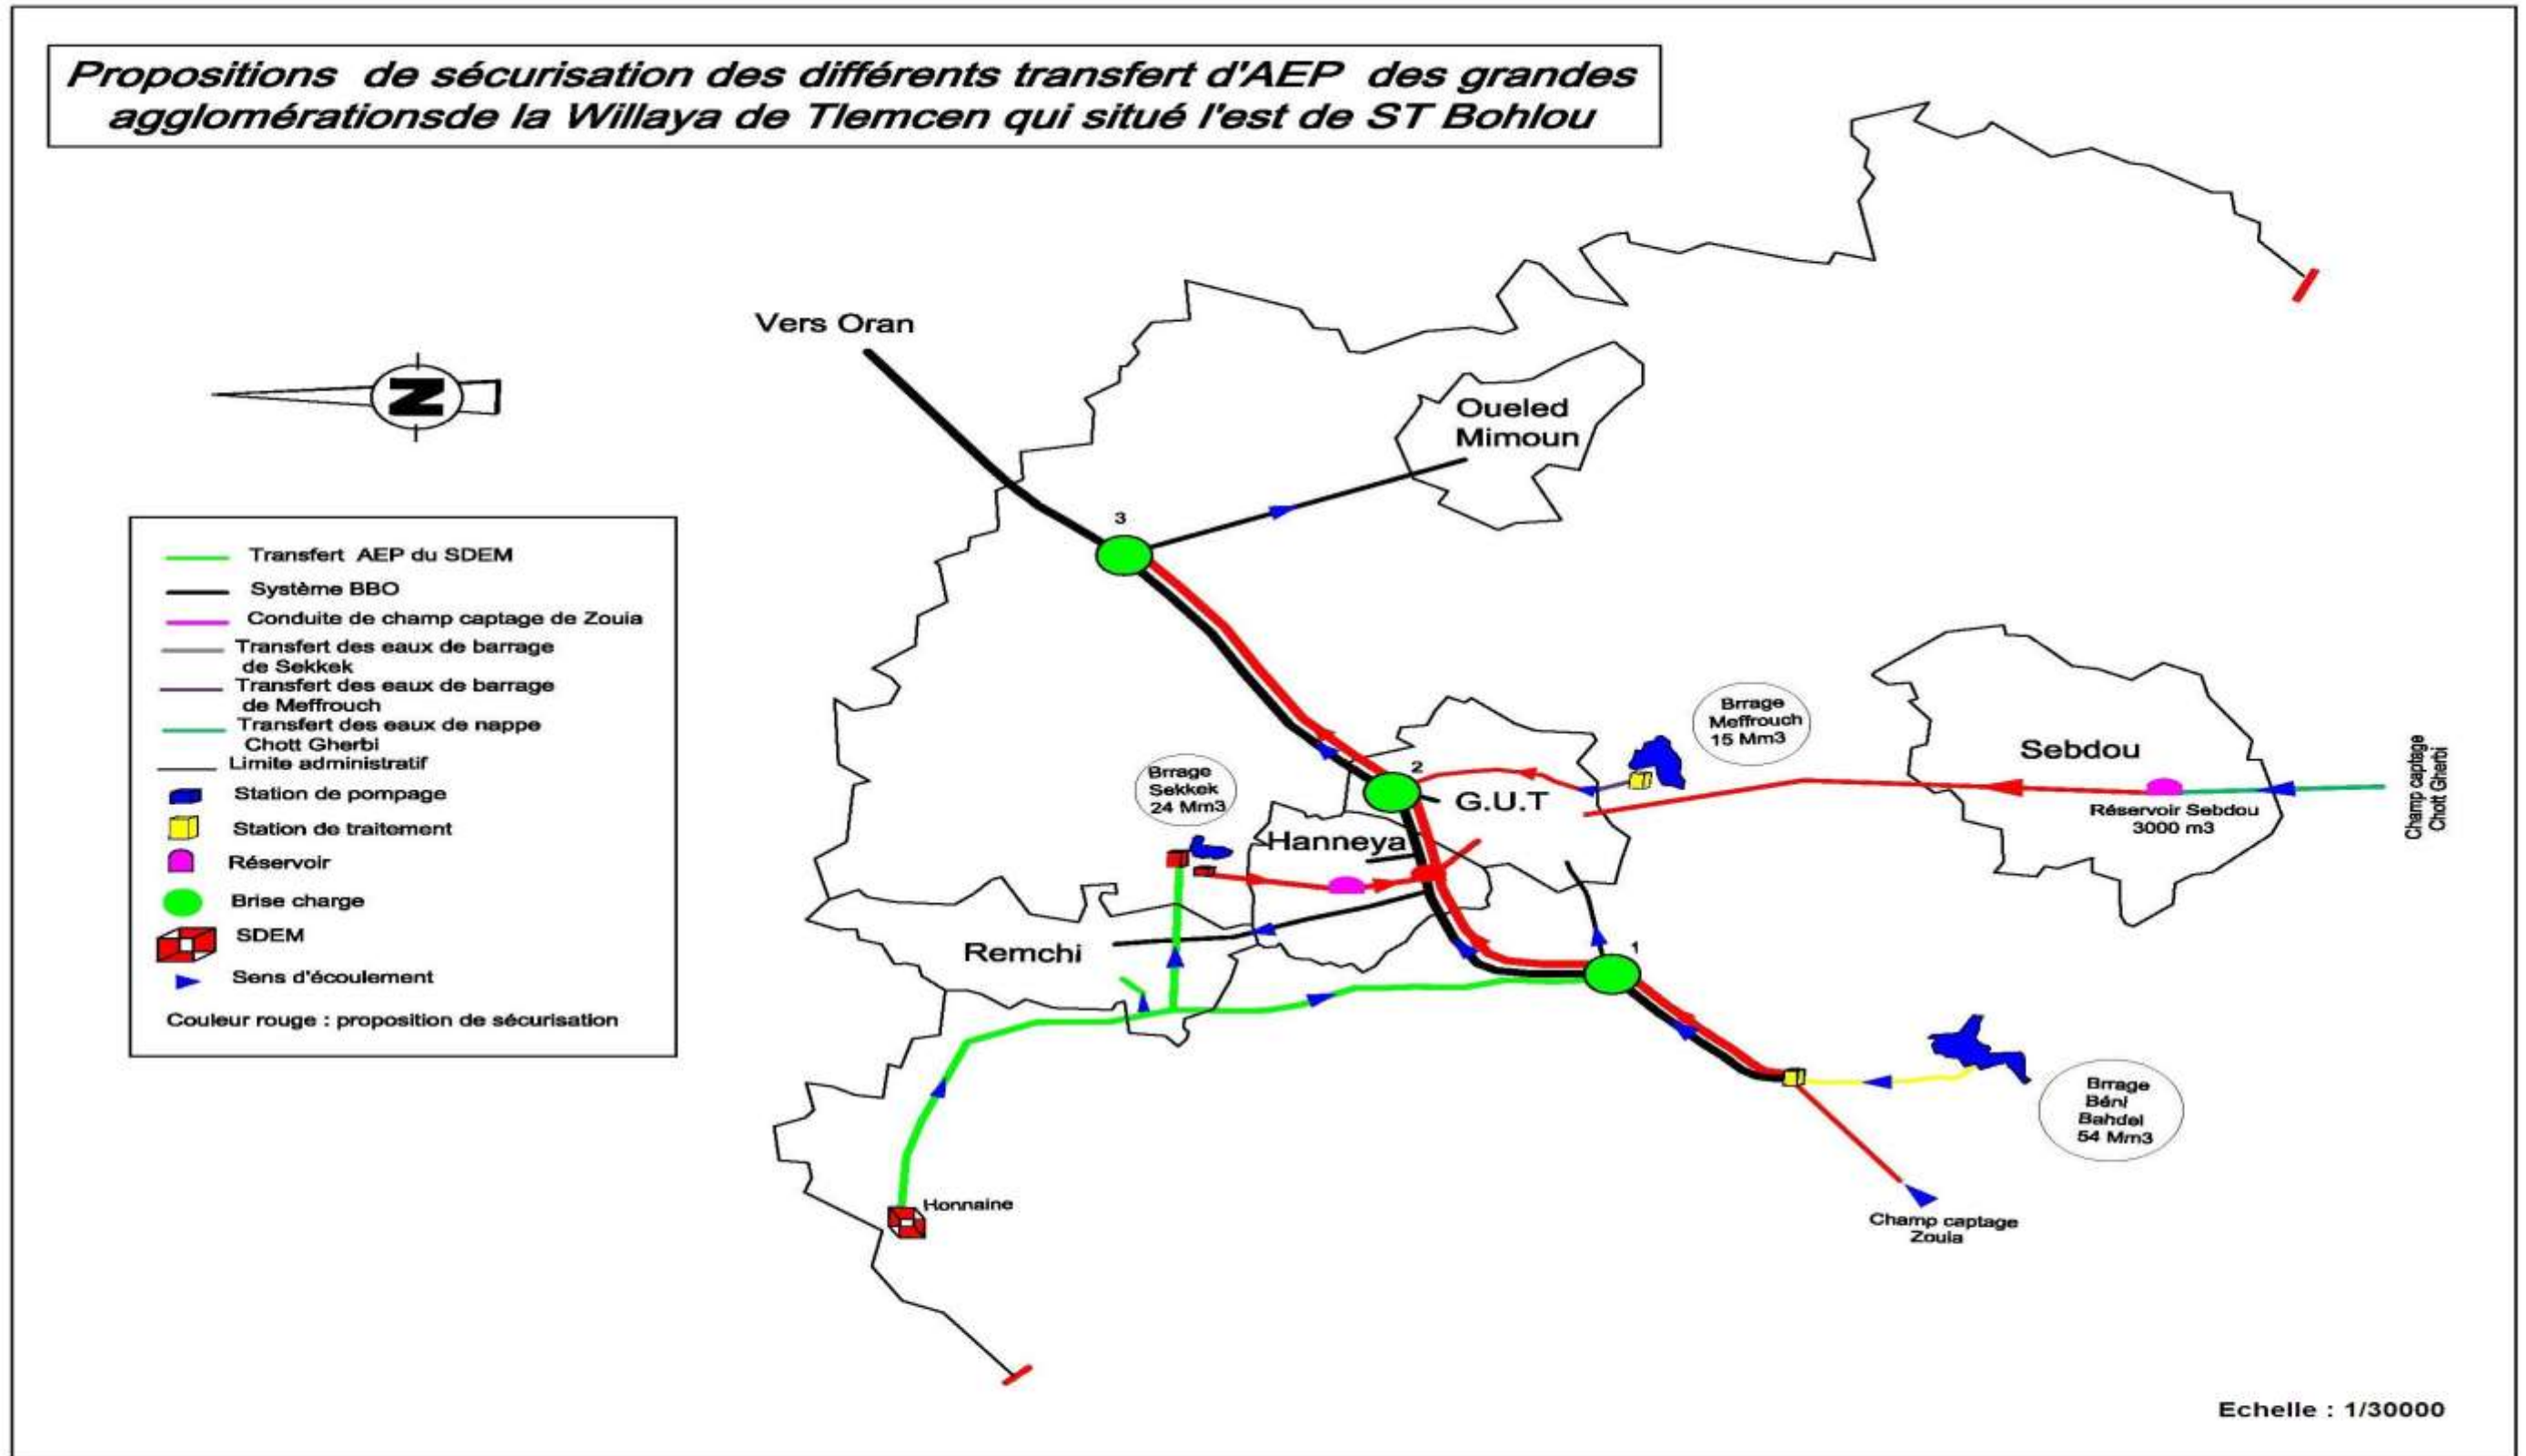 Propositions de sécurisation des différents transfert d'AEP des grandes
agglomérationsde la Willaya de Tlemcen qui situé l'est de ST Bohlou
Vers Oran
N
Oueled
Mimoun
3
Transfert AEP du SDEM
Système BBO
Conduite de champ captage de Zouia
Transfert des eaux de barrage
de Sekkek
Transfert des eaux de barrage
de Meffrouch
Transfert des eaux de nappe
Chott Gherbi
Limite administratif
Station de pompage
Station de traitement
Réservoir
Brise charge
SDEM
Sens d'écoulement
Couleur rouge : proposition de sécurisation
Brrage
Meffrouch
15 Mm3
Sebdou
Réservoir Sebdou
3000 m3
Champ captage
Chott Gherbi
Brrage
Sekkek
24 Mm3
2
G.U.T
Hanneya
Remchi
1
Brrage
Béni
Bahdel
54 Mm3
Honnaine
Champ captage
Zouia
Echelle : 1/30000